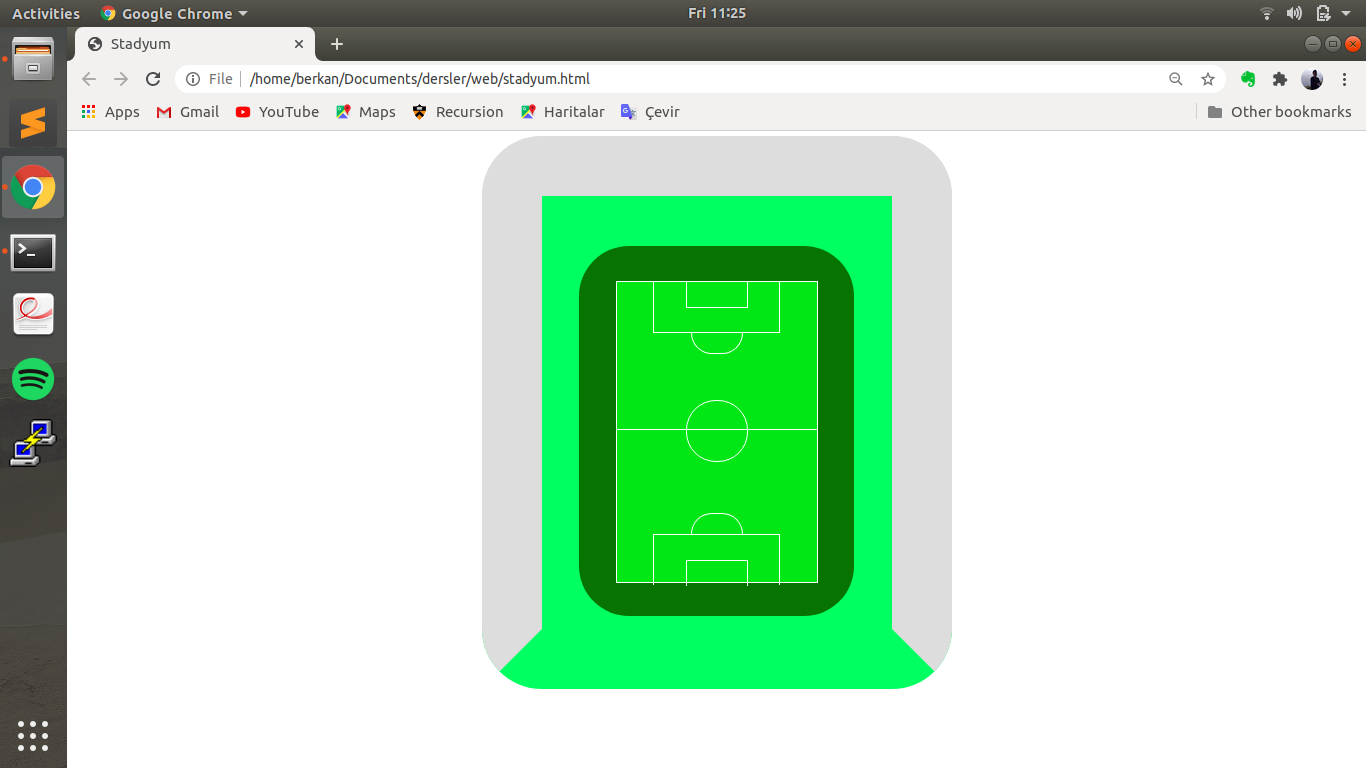 Activities Google Chrome Fri 11:25
Stadyum
File /home/berkan/Documents/dersler/web/stadyum.html
Apps Gmail YouTube Maps Recursion Haritalar Çevir Other bookmarks